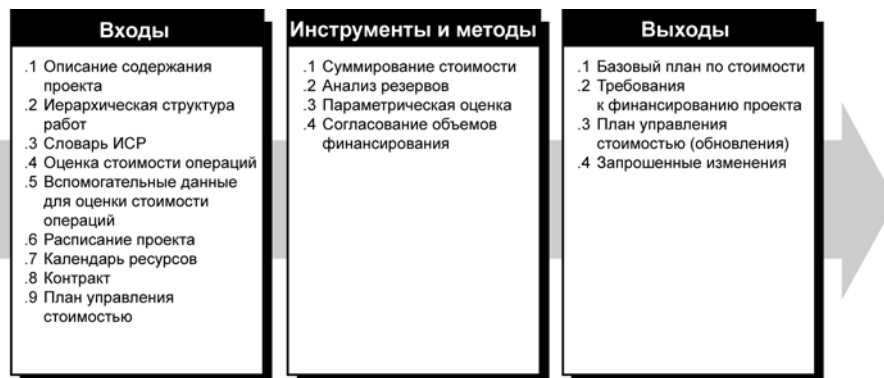 Входы
.1 Описание содержания
проекта
.2 Иерархическая структура
работ
.3 Словарь ИСР
.4 Оценка стоимости операций
.5 Вспомогательные данные
для оценки стоимости
операций
.6 Расписание проекта
.7 Календарь ресурсов
.8 Контракт
.9 План управления
стоимостью
Инструменты и методы
.1 Суммирование стоимости
.2 Анализ резервов
.3 Параметрическая оценка
.4 Согласование объемов
финансирования
Выходы
.1 Базовый план по стоимости
.2 Требования
к финансированию проекта
.3 План управления
стоимостью (обновления)
.4 Запрошенные изменения